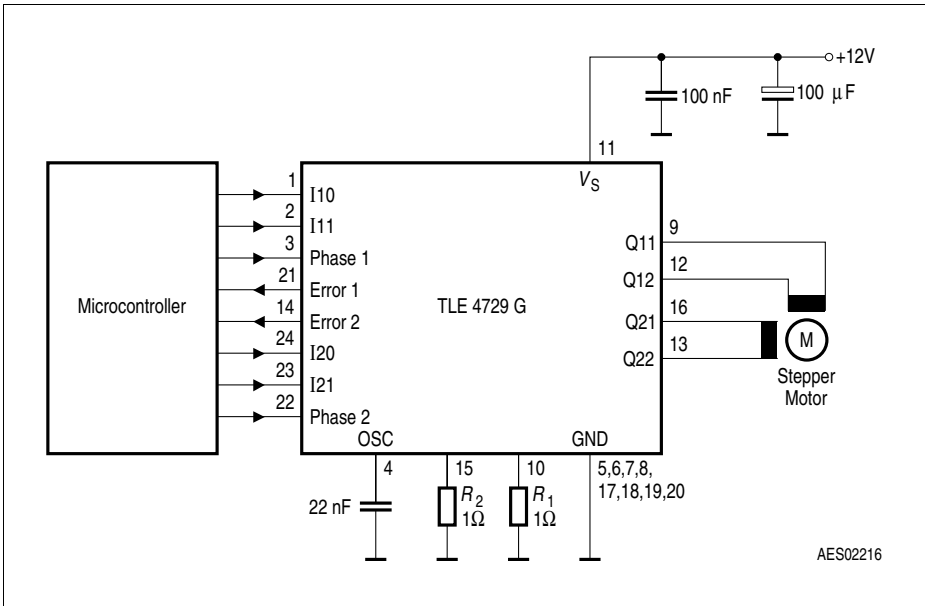 +12V
100 nF
100 µF
11
VS
1
I10
2
I11
3
Phase 1
21
Error 1
14
Error 2
24
I20
23
I21
22
Phase 2
Microcontroller
TLE 4729 G
9
Q11
12
Q12
16
Q21
13
Q22
M
Stepper
Motor
OSC
GND
4
15
10
5,6,7,8,
17,18,19,20
22 nF
R2
1Ω
R1
1Ω
AES02216